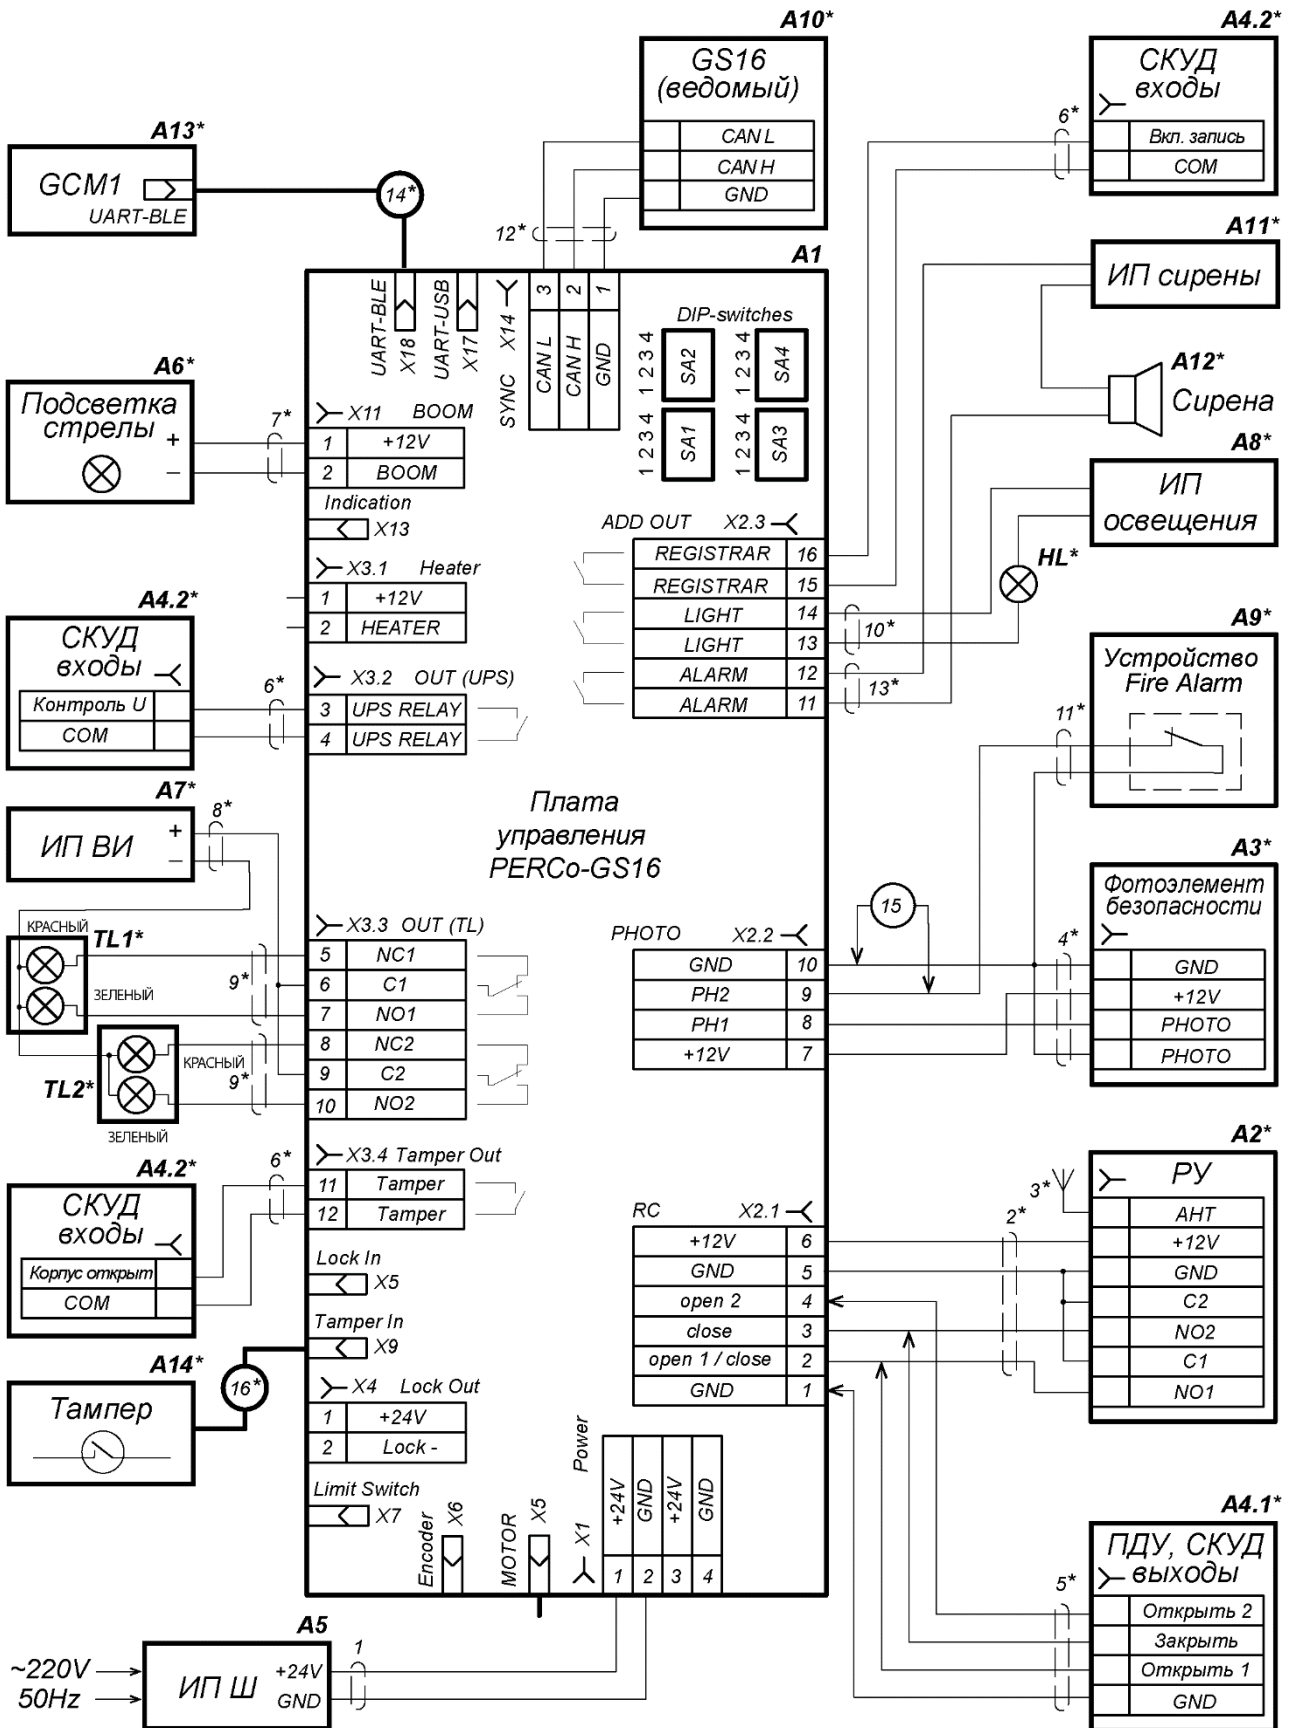 A10*
GS16
(ведомый)
CAN L
CAN H
GND
A4.2*
СКУД
входы
Вкл. запись
COM
6*
A13*
GCM1
UART-BLE
14*
12*
A1
A11*
ИП сирены
A12*
Сирена
UART-BLE
X18
UART-USB
X17
SYNC X14
3 2 1
CAN L
CAN H
GND
DIP-switches
1 2 3 4
SA2
1 2 3 4
SA4
1 2 3 4
SA1
1 2 3 4
SA3
A6*
Подсветка
стрелы
+
–
7*
X11 BOOM
1 +12V
2 BOOM
Indication
X13
X3.1 Heater
1 +12V
2 HEATER
A8*
ИП
освещения
HL*
ADD OUT X2.3
REGISTRAR 16
REGISTRAR 15
LIGHT 14
LIGHT 13
ALARM 12
ALARM 11
10*
13*
A4.2*
СКУД
входы
Контроль U
COM
6*
X3.2 OUT (UPS)
3 UPS RELAY
4 UPS RELAY
A9*
Устройство
Fire Alarm
11*
A7*
ИП ВИ
+
–
8*
Плата
управления
PERCo-GS16
A3*
Фотоэлемент
безопасности
GND
+12V
PHOTO
PHOTO
4*
15
PHOTO X2.2
GND 10
PH2 9
PH1 8
+12V 7
КРАСНЫЙ
TL1*
ЗЕЛЕНЫЙ
9*
X3.3 OUT (TL)
5 NC1
6 C1
7 NO1
8 NC2
9 C2
10 NO2
КРАСНЫЙ
TL2*
9*
ЗЕЛЕНЫЙ
A4.2*
СКУД
входы
Корпус открыт
COM
6*
X3.4 Tamper Out
11 Tamper
12 Tamper
Lock In
X5
Tamper In
X9
A2*
РУ
АНТ
+12V
GND
C2
NO2
C1
NO1
3*
2*
RC X2.1
+12V 6
GND 5
open 2 4
close 3
open 1 / close 2
GND 1
A14*
Тампер
16*
X4 Lock Out
1 +24V
2 Lock -
Limit Switch
X7
Encoder
X6
MOTOR
X5
X1 Power
+24V
GND
+24V
GND
1 2 3 4
A4.1*
ПДУ, СКУД
выходы
Открыть 2
Закрыть
Открыть 1
GND
5*
A5
~220V
50Hz
ИП Ш
+24V
GND
1